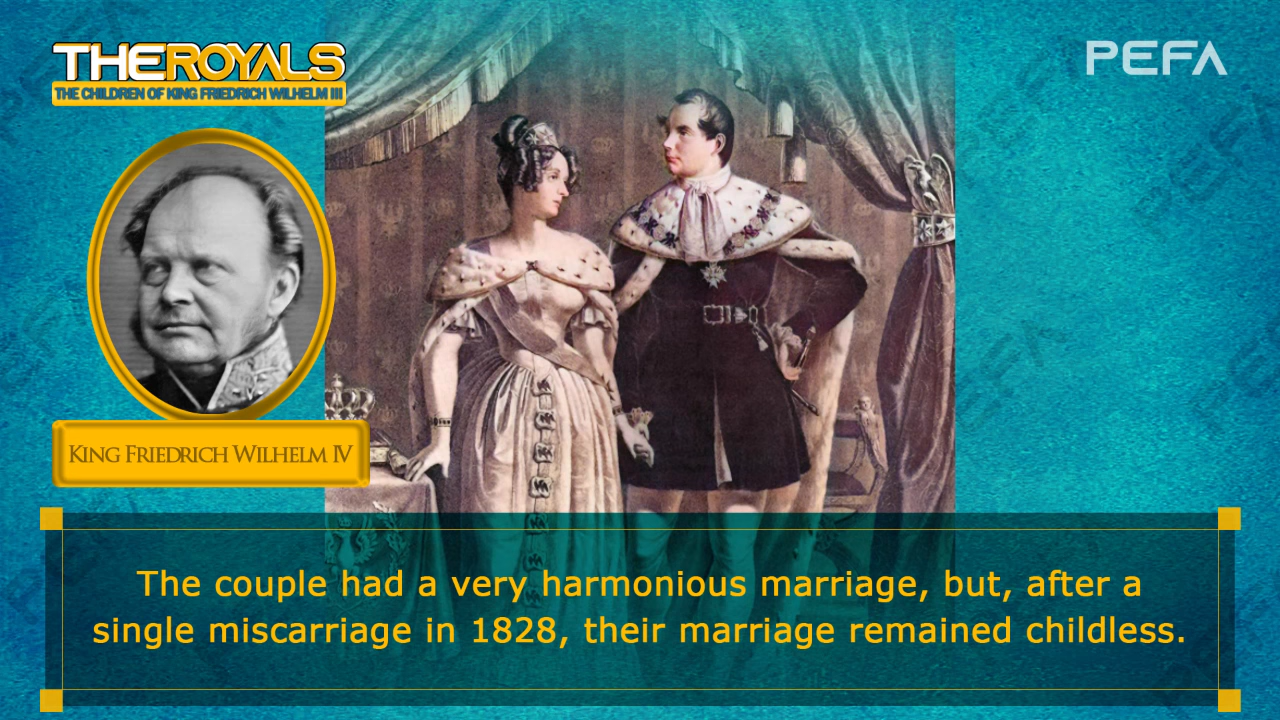 THEROYALS
THE CHILDREN OF KING FRIEDRICH WILHELM III
PEFA
KING FRIEDRICH WILHELM IV
The couple had a very harmonious marriage, but, after a
single miscarriage in 1828, their marriage remained childless.